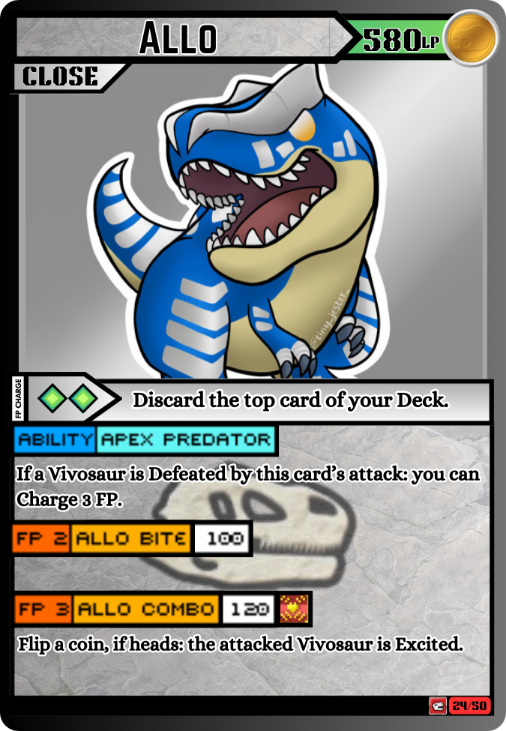 ALLO
580LP
CLOSE
©tiny_jester_
FP CHARGE
Discard the top card of your Deck.
ABILITY APEX PREDATOR
If a Vivosaur is Defeated by this card's attack: you can
Charge 3 FP.
FP 2 ALLO BITE 100
FP 3 ALLO COMBO 120
Flip a coin, if heads: the attacked Vivosaur is Excited.
24/50